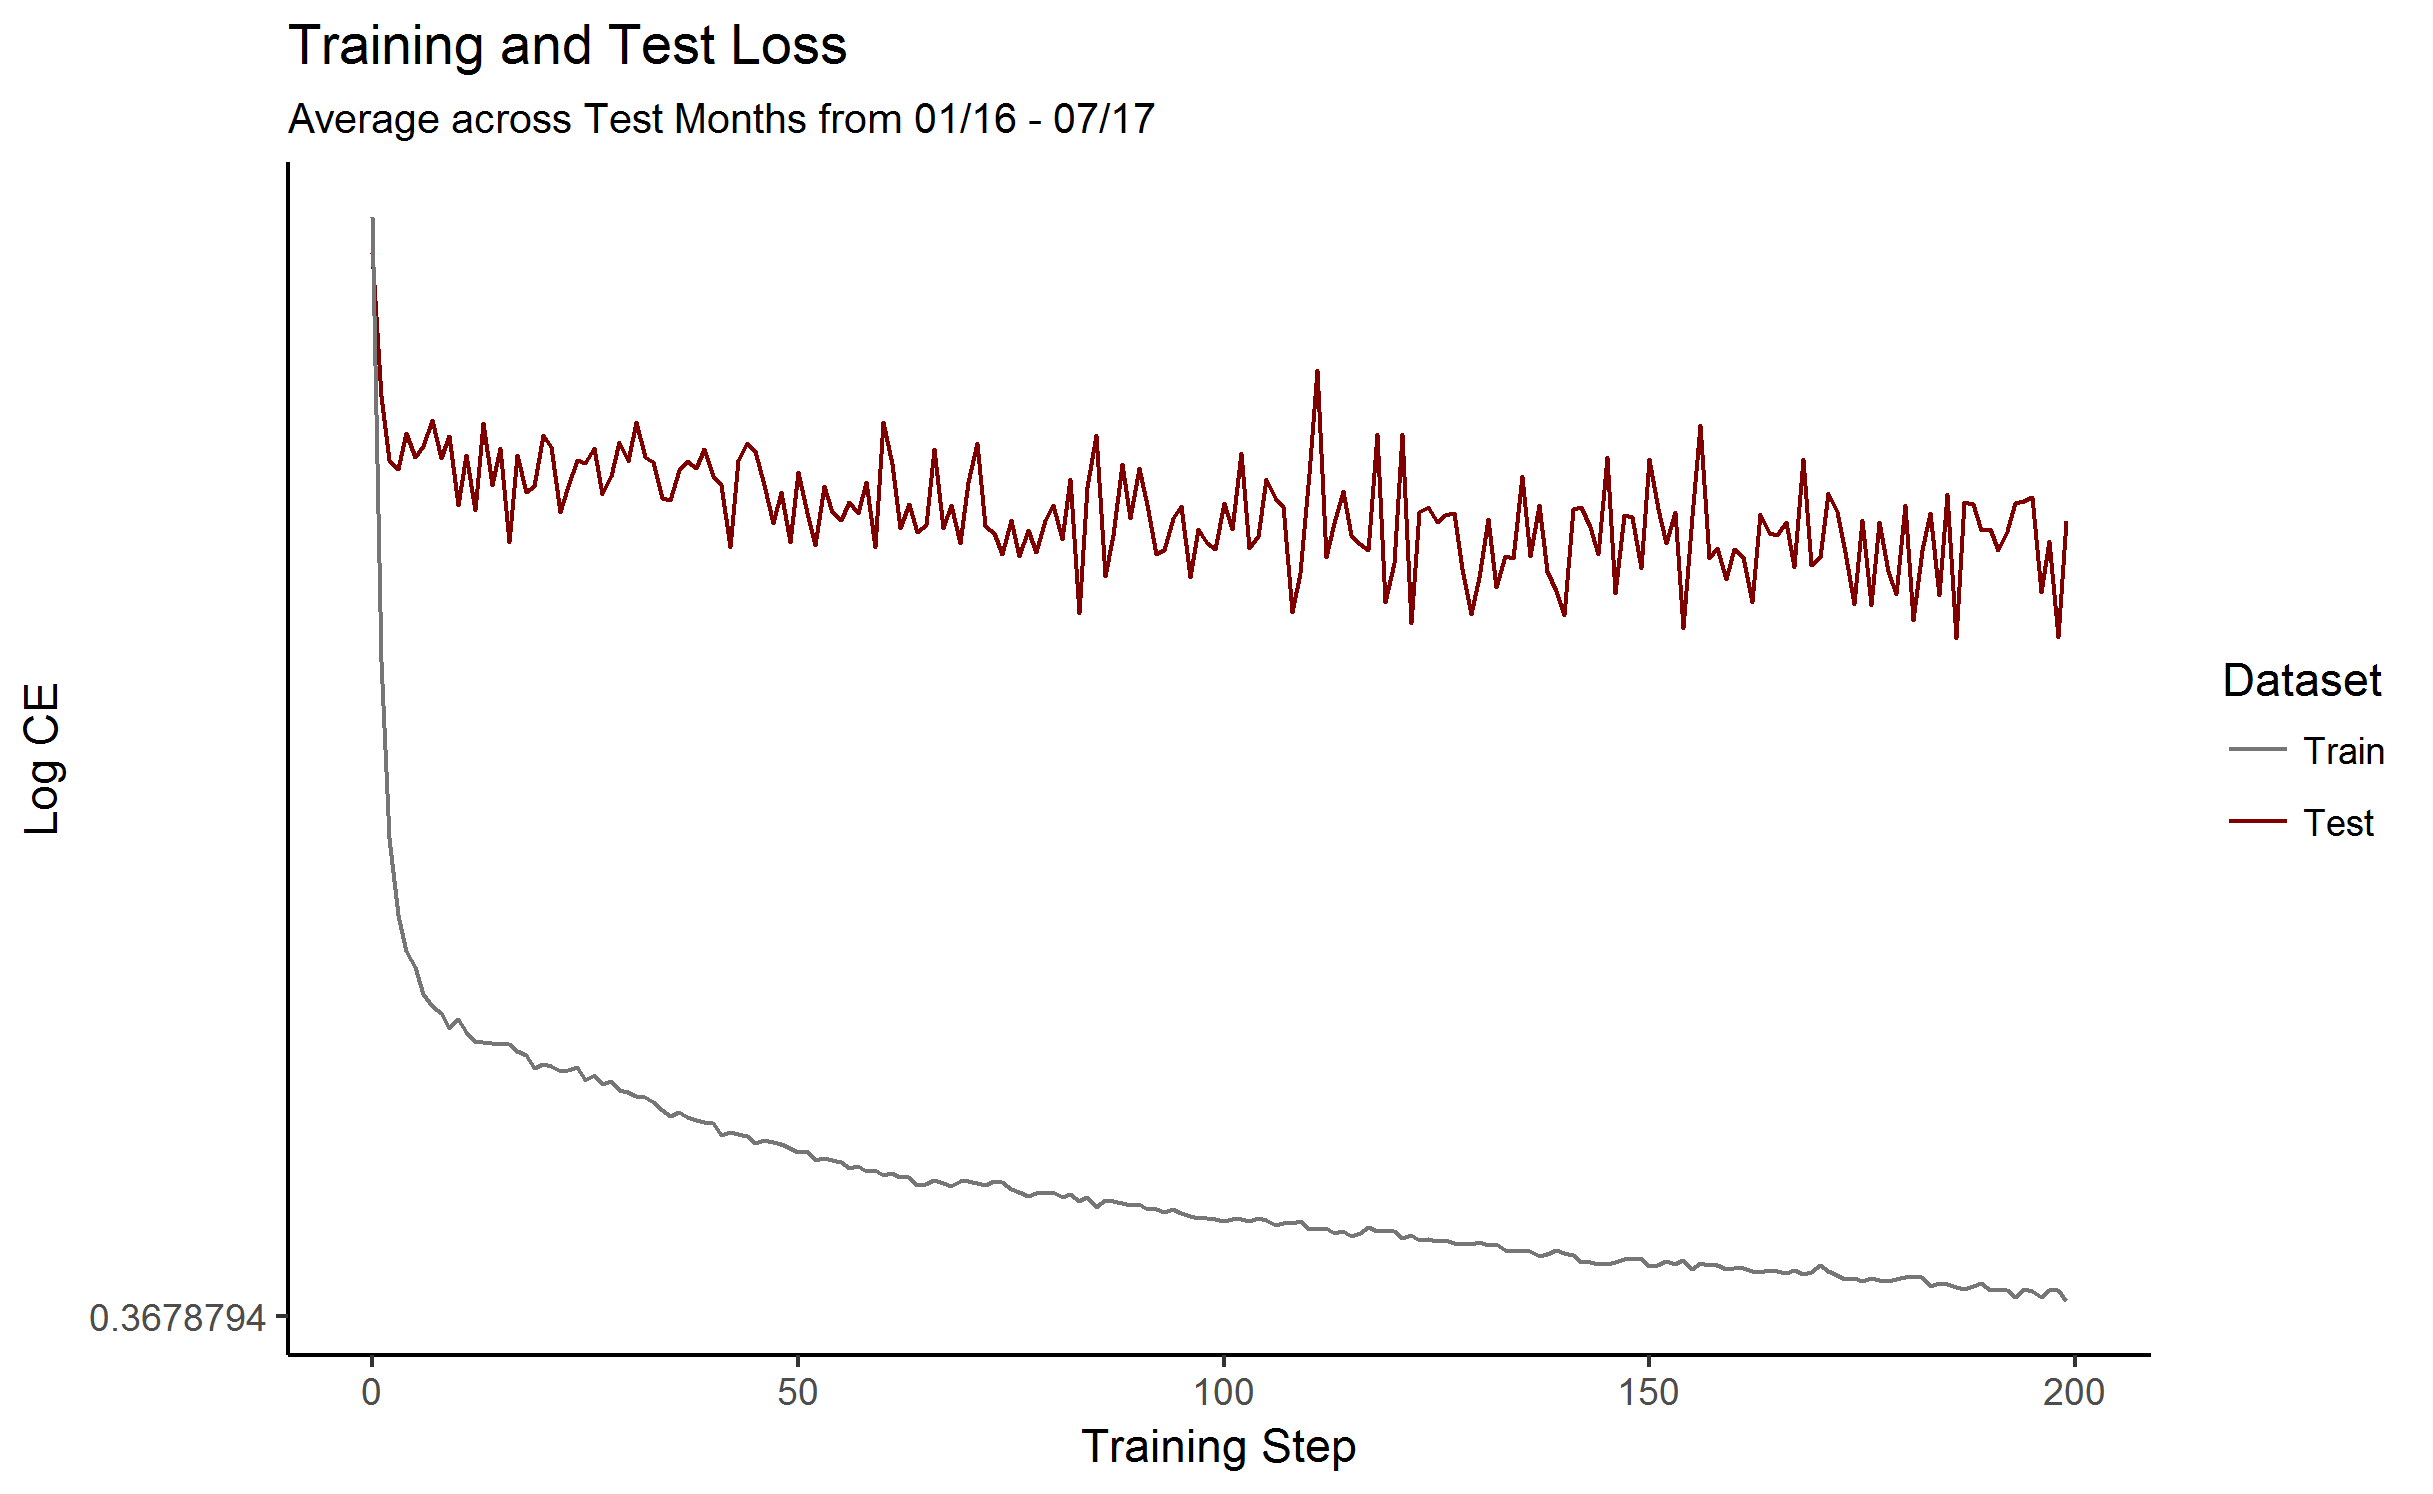 Training and Test Loss
Average across Test Months from 01/16 - 07/17
Log CE
0.3678794
0 50 100 150 200
Training Step
Dataset
Train
Test